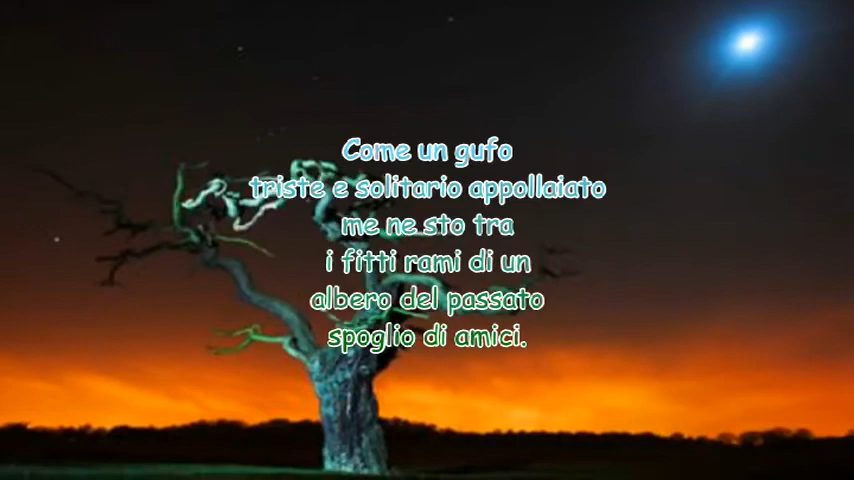 Come un gufo
triste e solitario appollaiato
me ne sto tra
i fitti rami di un
albero del passato
spoglio di amici.